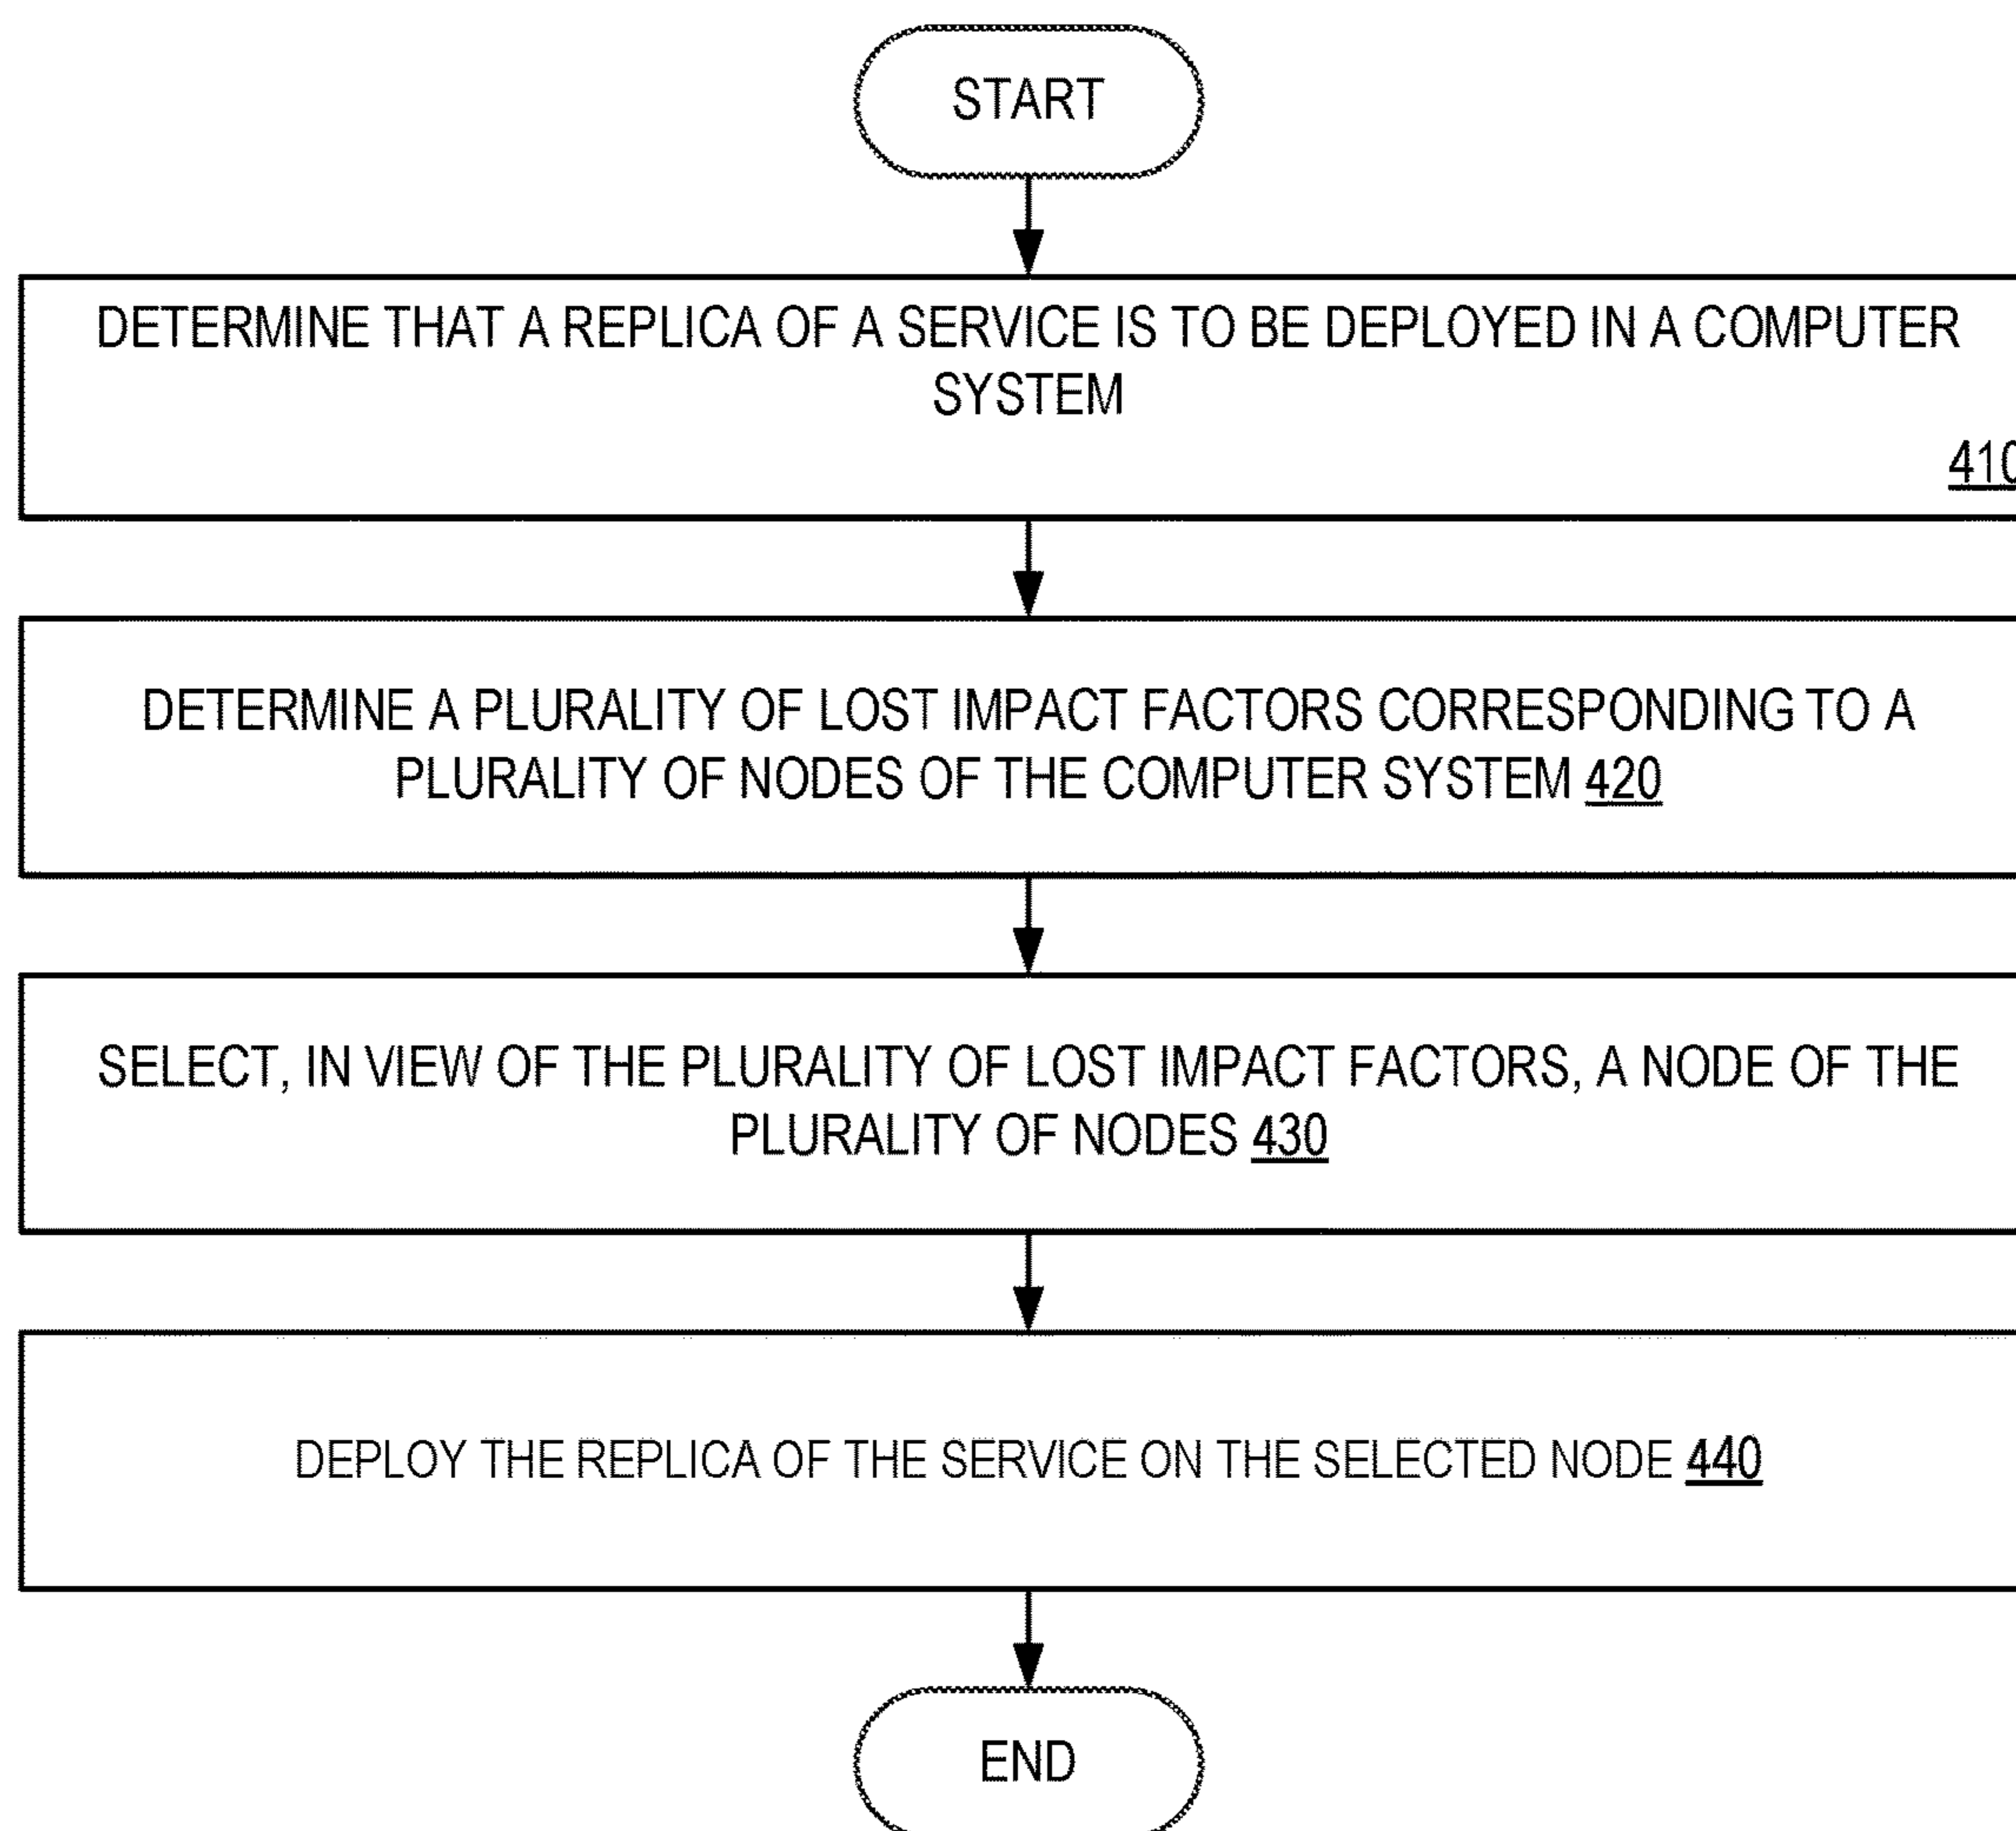 START
DETERMINE THAT A REPLICA OF A SERVICE IS TO BE DEPLOYED IN A COMPUTER
SYSTEM
410
DETERMINE A PLURALITY OF LOST IMPACT FACTORS CORRESPONDING TO A
PLURALITY OF NODES OF THE COMPUTER SYSTEM 420
SELECT, IN VIEW OF THE PLURALITY OF LOST IMPACT FACTORS, A NODE OF THE
PLURALITY OF NODES 430
DEPLOY THE REPLICA OF THE SERVICE ON THE SELECTED NODE 440
END